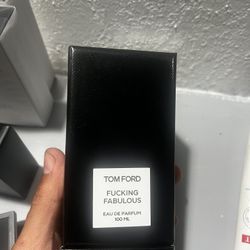 TOM FORD
FUCKING
FABULOUS
EAU DE PARFUM
100 ML